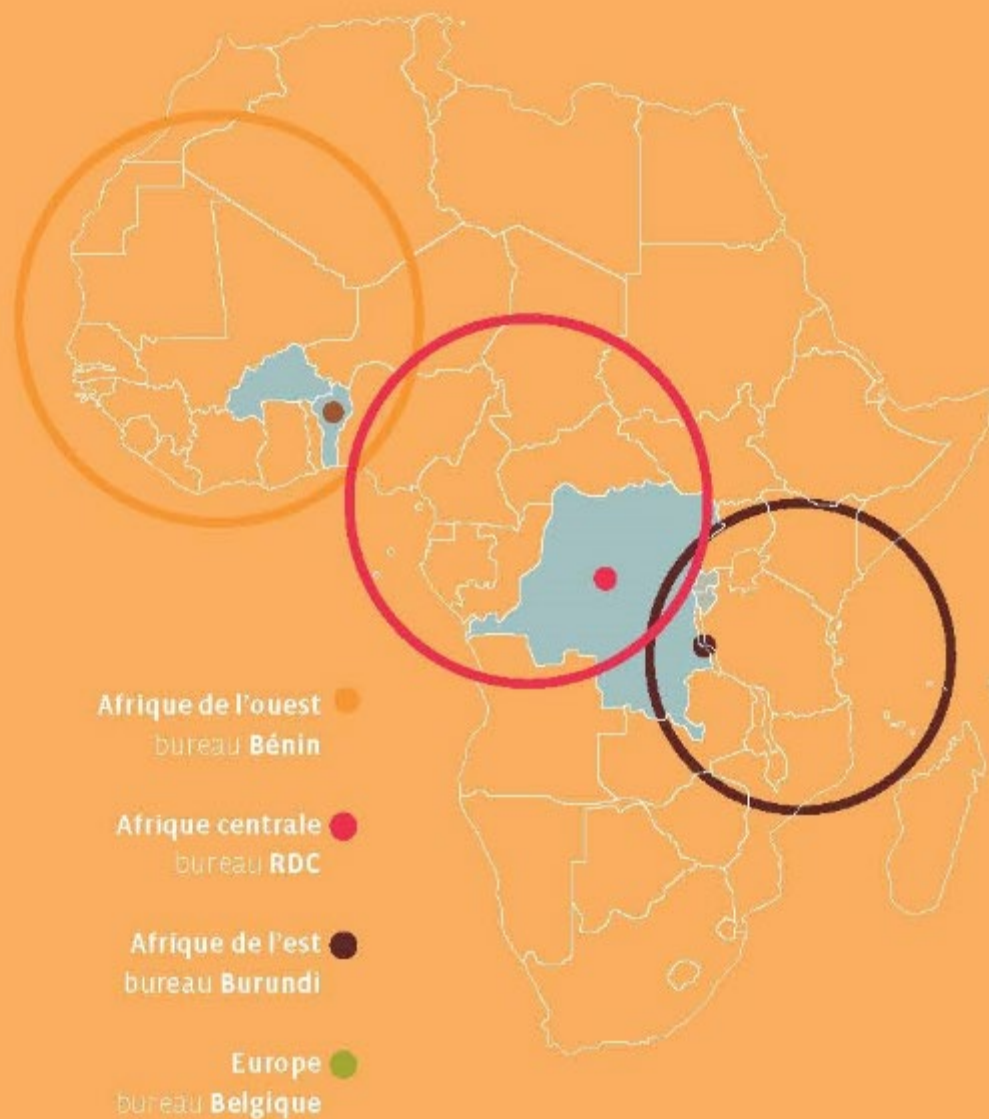 Afrique de l'ouest
bureau Bénin
Afrique centrale
bureau RDC
Afrique de l'est
bureau Burundi
Europe
bureau Belgique